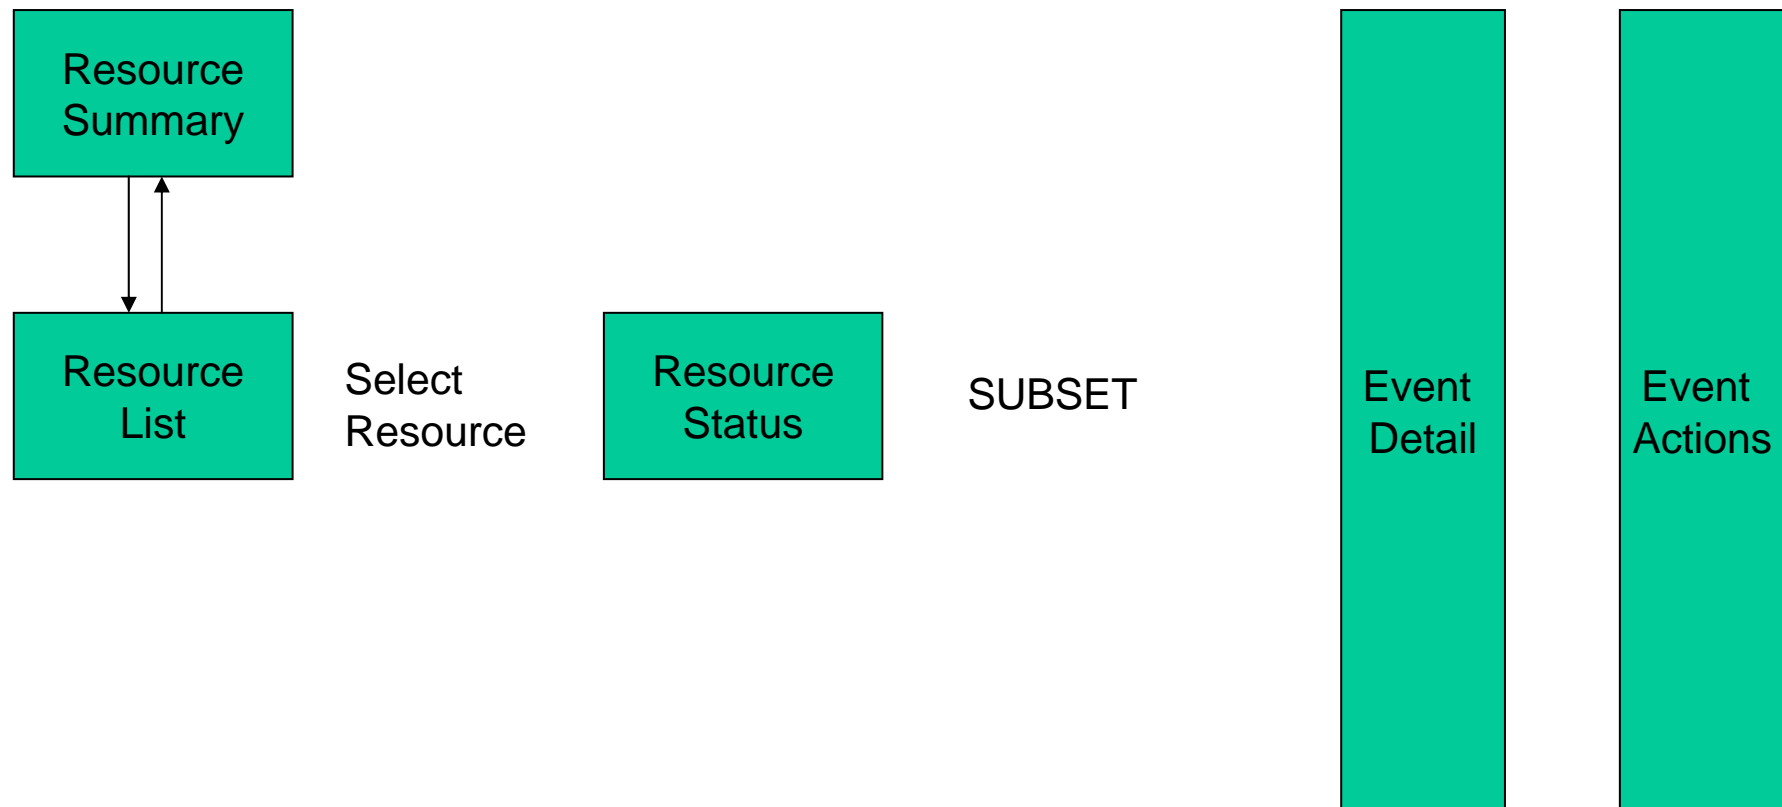 Resource
Summary
Resource
List
Select
Resource
Resource
Status
SUBSET
Event
Detail
Event
Actions